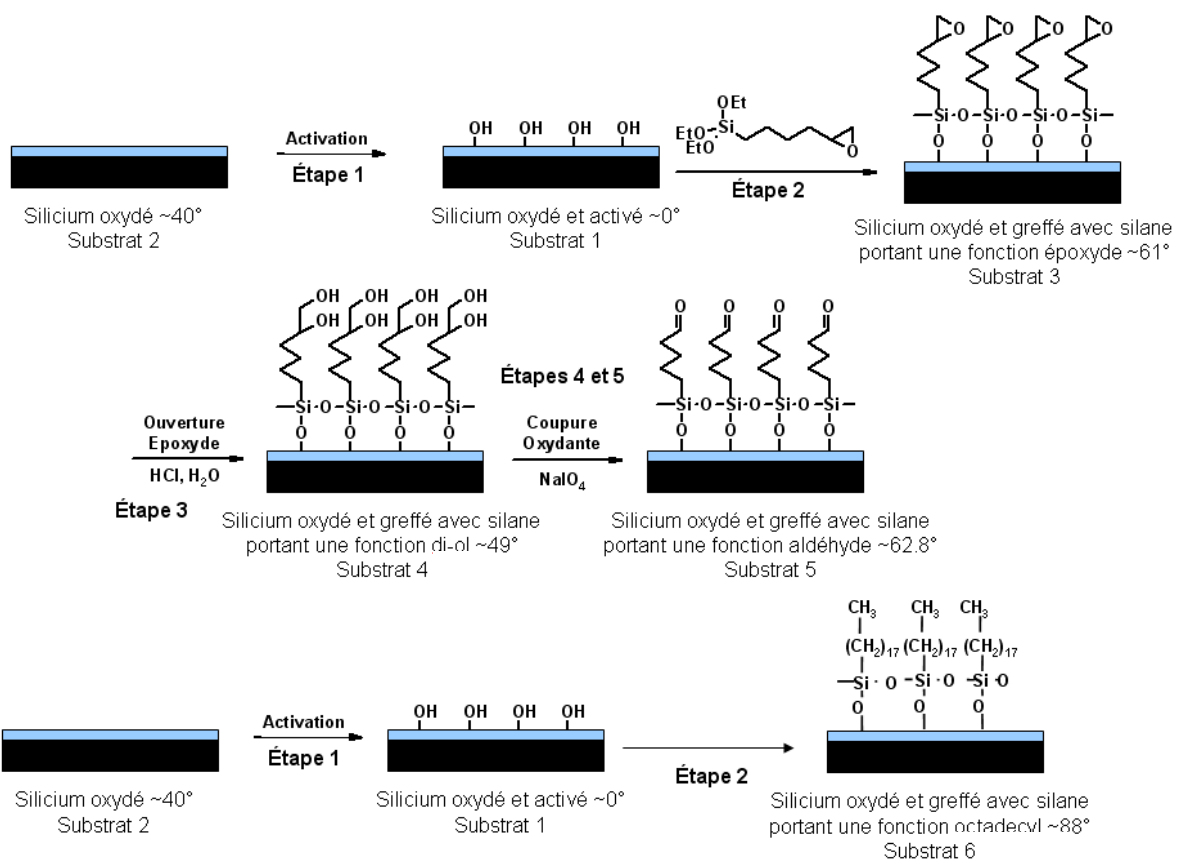 Activation
Étape 1
Silicium oxydé ~40°
Substrat 2
OH OH OH OH
Silicium oxydé et activé ~0°
Substrat 1
OEt
EtO Si
EtO
O
Étape 2
O O O O
Si O Si O Si O Si
O O O O
Silicium oxydé et greffé avec silane
portant une fonction époxyde ~61°
Substrat 3
Ouverture
Epoxyde
HCl, H2O
Étape 3
OH OH OH OH
OH OH OH OH
Si O Si O Si O Si
O O O O
Silicium oxydé et greffé avec silane
portant une fonction di-ol ~49°
Substrat 4
Étapes 4 et 5
Coupure
Oxydante
NaIO4
O O O O
Si O Si O Si O Si
O O O O
Silicium oxydé et greffé avec silane
portant une fonction aldéhyde ~62.8°
Substrat 5
Activation
Étape 1
Silicium oxydé ~40°
Substrat 2
OH OH OH OH
Silicium oxydé et activé ~0°
Substrat 1
Étape 2
CH3 CH3 CH3
(CH2)17 (CH2)17 (CH2)17
Si O Si O Si O
O O O
Silicium oxydé et greffé avec silane
portant une fonction octadecyl ~88°
Substrat 6